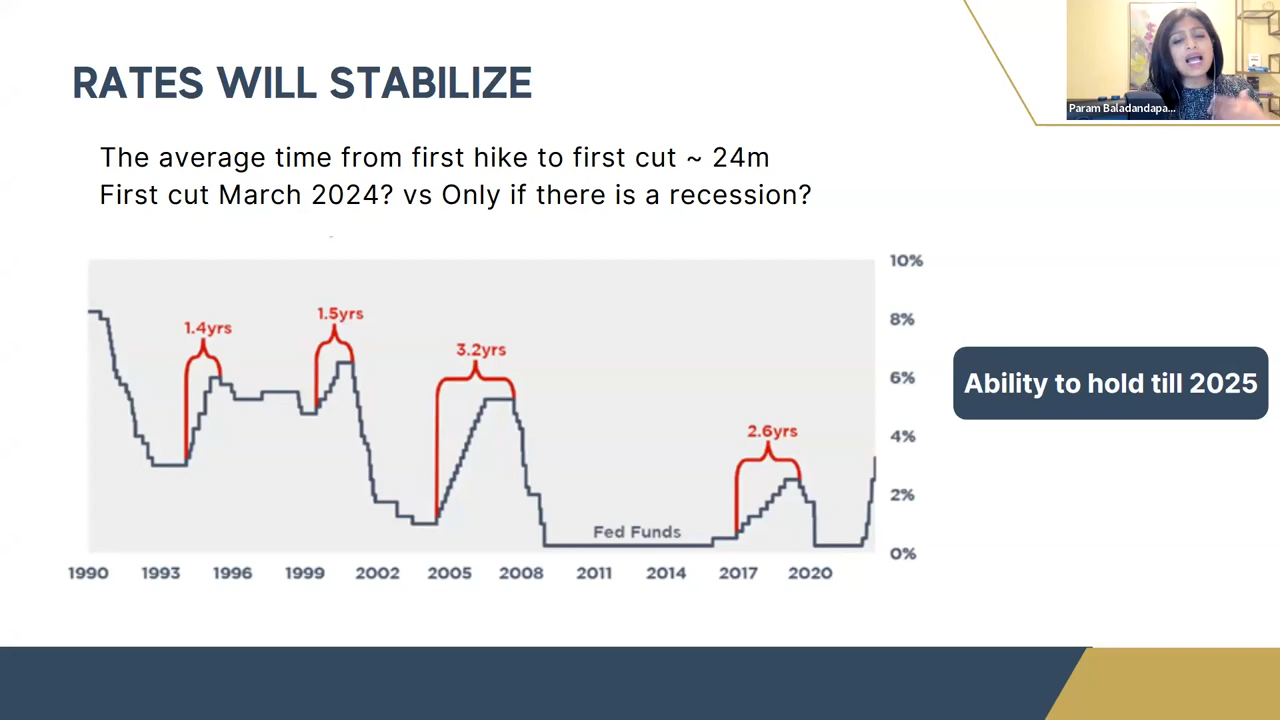 RATES WILL STABILIZE
Param Baladandapa...
The average time from first hike to first cut ~ 24m
First cut March 2024? vs Only if there is a recession?
10%
1.5yrs
1.4yrs
8%
3.2yrs
6%
Ability to hold till 2025
2.6yrs
4%
2%
Fed Funds
0%
1990 1993 1996 1999 2002 2005 2008 2011 2014 2017 2020